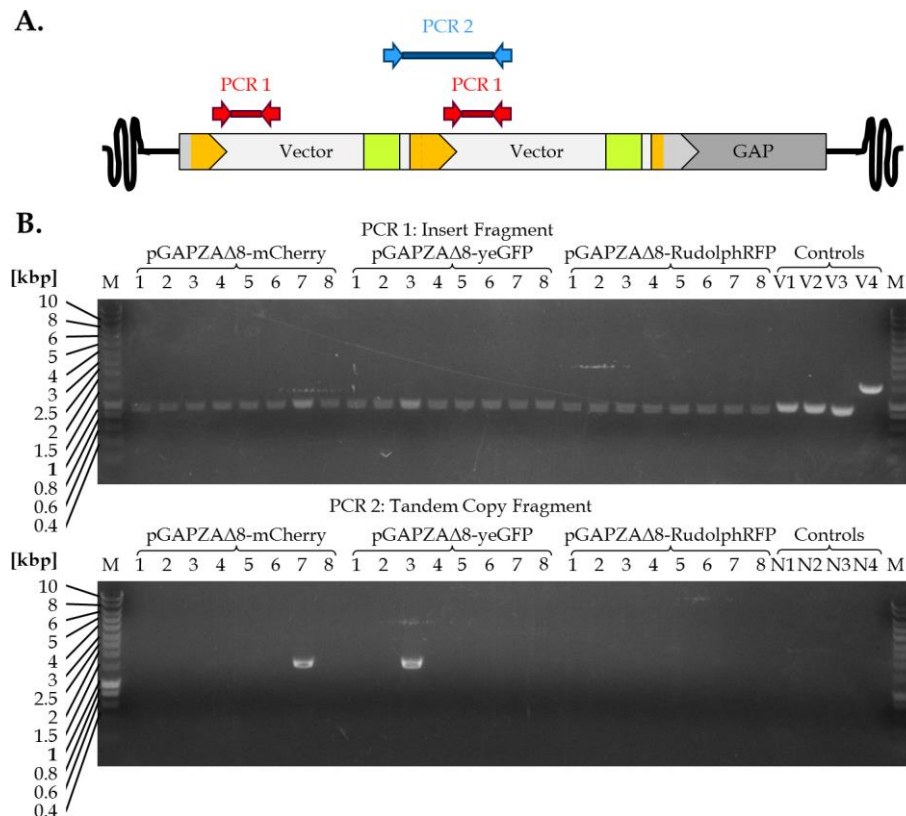 A.
PCR 2
PCR 1 PCR 1
Vector Vector GAP
B.
PCR 1: Insert Fragment
pGAPZAΔ8-mCherry pGAPZAΔ8-yeGFP pGAPZAΔ8-RudolphRFP Controls
[kbp] M 1 2 3 4 5 6 7 8 1 2 3 4 5 6 7 8 1 2 3 4 5 6 7 8 V1 V2 V3 V4 M
10
8
6
5
4
3
2.5
2
1.5
1
0.8
0.6
0.4
PCR 2: Tandem Copy Fragment
pGAPZAΔ8-mCherry pGAPZAΔ8-yeGFP pGAPZAΔ8-RudolphRFP Controls
[kbp] M 1 2 3 4 5 6 7 8 1 2 3 4 5 6 7 8 1 2 3 4 5 6 7 8 N1 N2 N3 N4 M
10
8
6
5
4
3
2.5
2
1.5
1
0.8
0.6
0.4